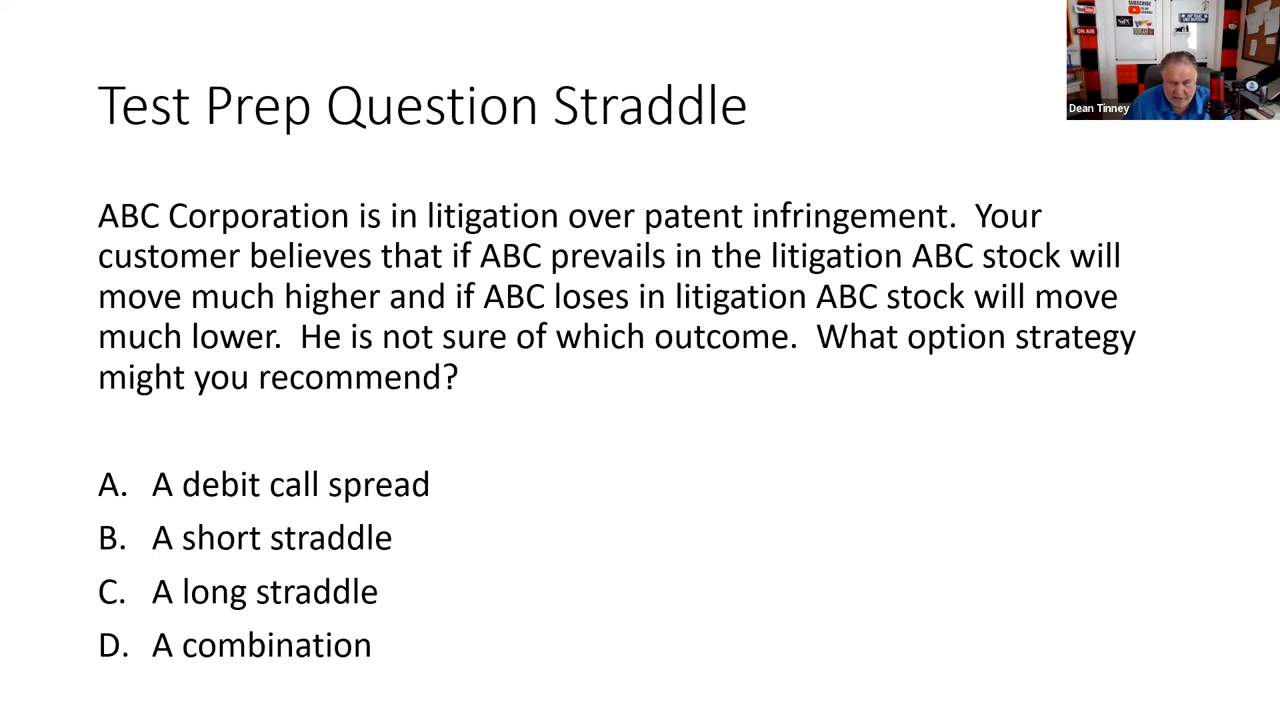 Test Prep Question Straddle
SUBSCRIBE
ON AIR
Dean Tinney
ABC Corporation is in litigation over patent infringement.  Your
customer believes that if ABC prevails in the litigation ABC stock will
move much higher and if ABC loses in litigation ABC stock will move
much lower.  He is not sure of which outcome.  What option strategy
might you recommend?
A. A debit call spread
B. A short straddle
C. A long straddle
D. A combination